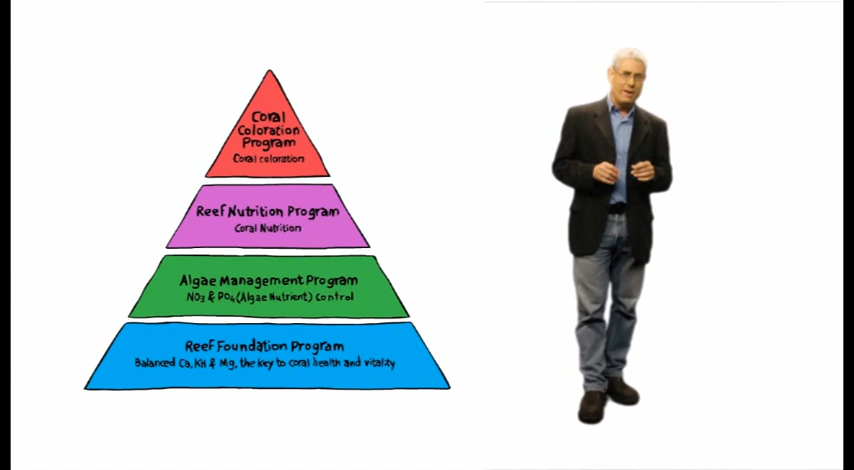 Coral
Coloration
Program
Coral coloration
Reef Nutrition Program
Coral Nutrition
Algae Management Program
NO₃ & PO₄ (Algae Nutrient) Control
Reef Foundation Program
Balanced Ca, KH & Mg, the key to coral health and vitality